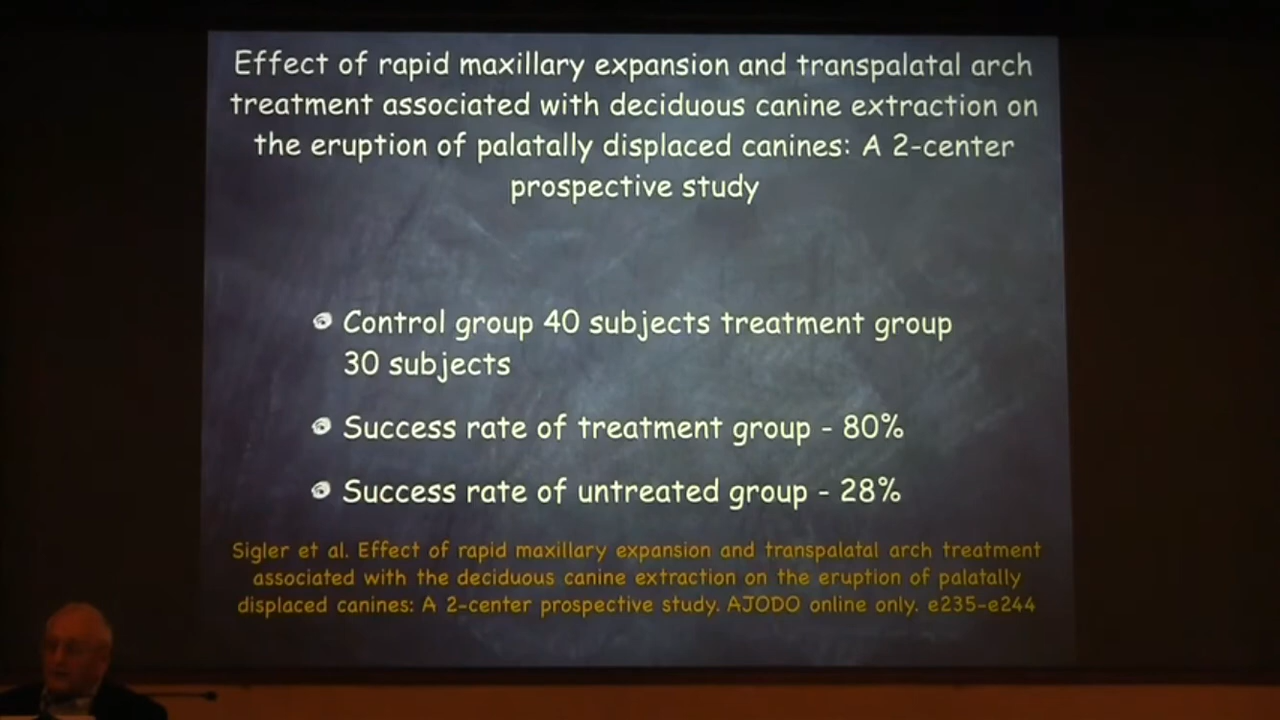 Effect of rapid maxillary expansion and transpalatal arch
treatment associated with deciduous canine extraction on
the eruption of palatally displaced canines: A 2-center
prospective study
Control group 40 subjects treatment group
30 subjects
Success rate of treatment group - 80%
Success rate of untreated group - 28%
Sigler et al. Effect of rapid maxillary expansion and transpalatal arch treatment
associated with the deciduous canine extraction on the eruption of palatally
displaced canines: A 2-center prospective study. AJODO online only. e235-e244